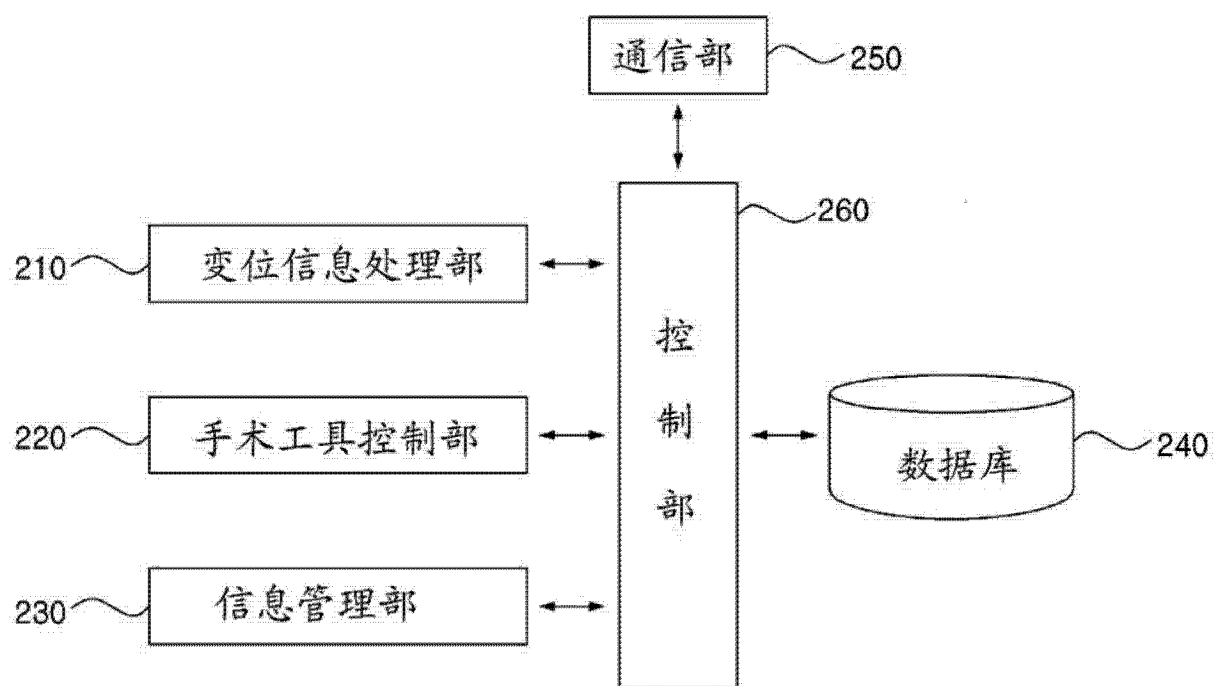 通信部
250
260
210
变位信息处理部
控制部
220
手术工具控制部
数据库
240
230
信息管理部